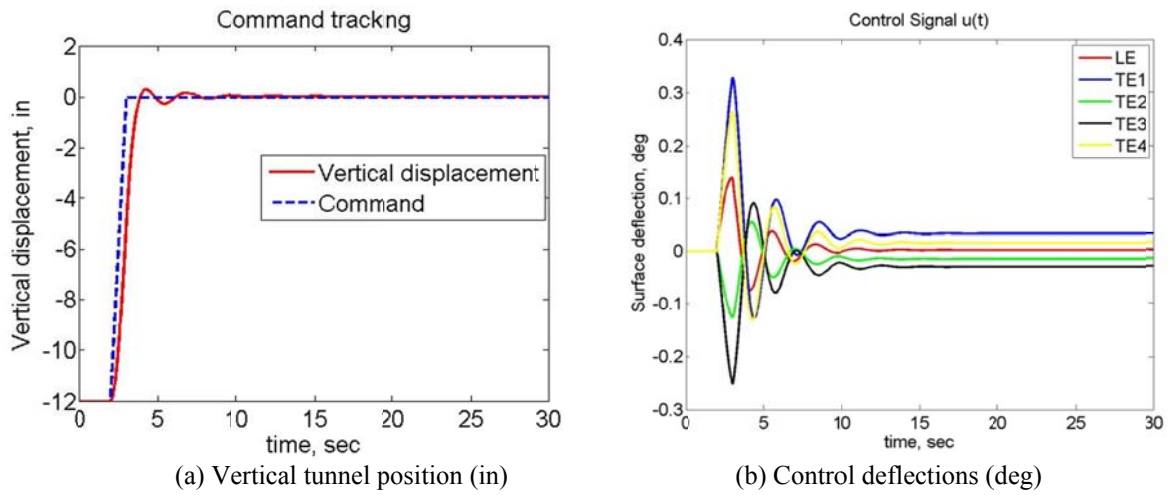 Command trackng
Vertical displacement, in
2
0
-2
-4
-6
-8
-10
-12
Vertical displacement
Command
0
5
10
15
20
25
30
time, sec
(a) Vertical tunnel position (in)
Control Signal u(t)
Surface deflection, deg
0.4
0.3
0.2
0.1
0
-0.1
-0.2
-0.3
LE
TE1
TE2
TE3
TE4
0
5
10
15
20
25
30
time, sec
(b) Control deflections (deg)